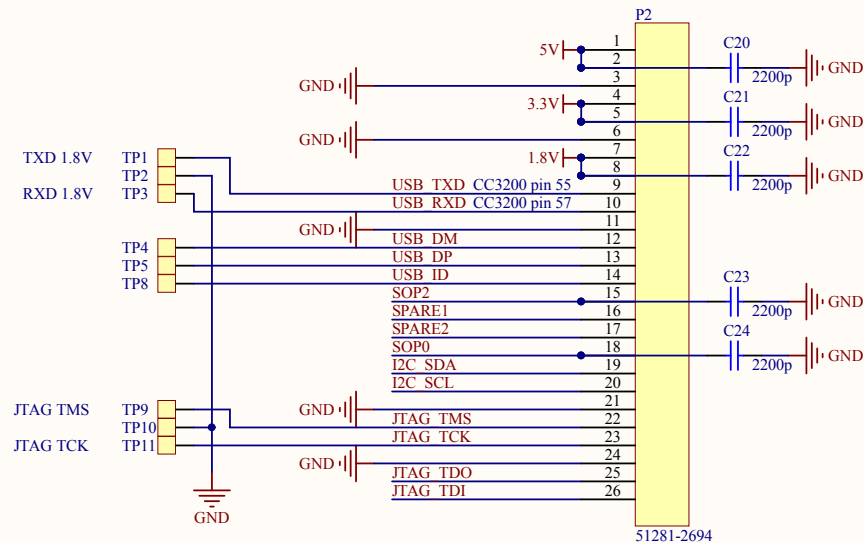 P2
5V
1
2
C20
2200p
GND
GND
3
3.3V
4
5
C21
2200p
GND
GND
6
1.8V
7
8
C22
2200p
GND
TXD 1.8V TP1
TP2
RXD 1.8V TP3
USB_TXD CC3200 pin 55 9
USB_RXD CC3200 pin 57 10
GND 11
TP4 USB_DM 12
TP5 USB_DP 13
TP8 USB_ID 14
SOP2 15
C23
2200p
GND
SPARE1 16
SPARE2 17
SOP0 18
C24
2200p
GND
I2C_SDA 19
I2C_SCL 20
GND 21
JTAG TMS TP9 JTAG_TMS 22
TP10
JTAG TCK TP11 JTAG_TCK 23
GND 24
JTAG_TDO 25
JTAG_TDI 26
GND
51281-2694